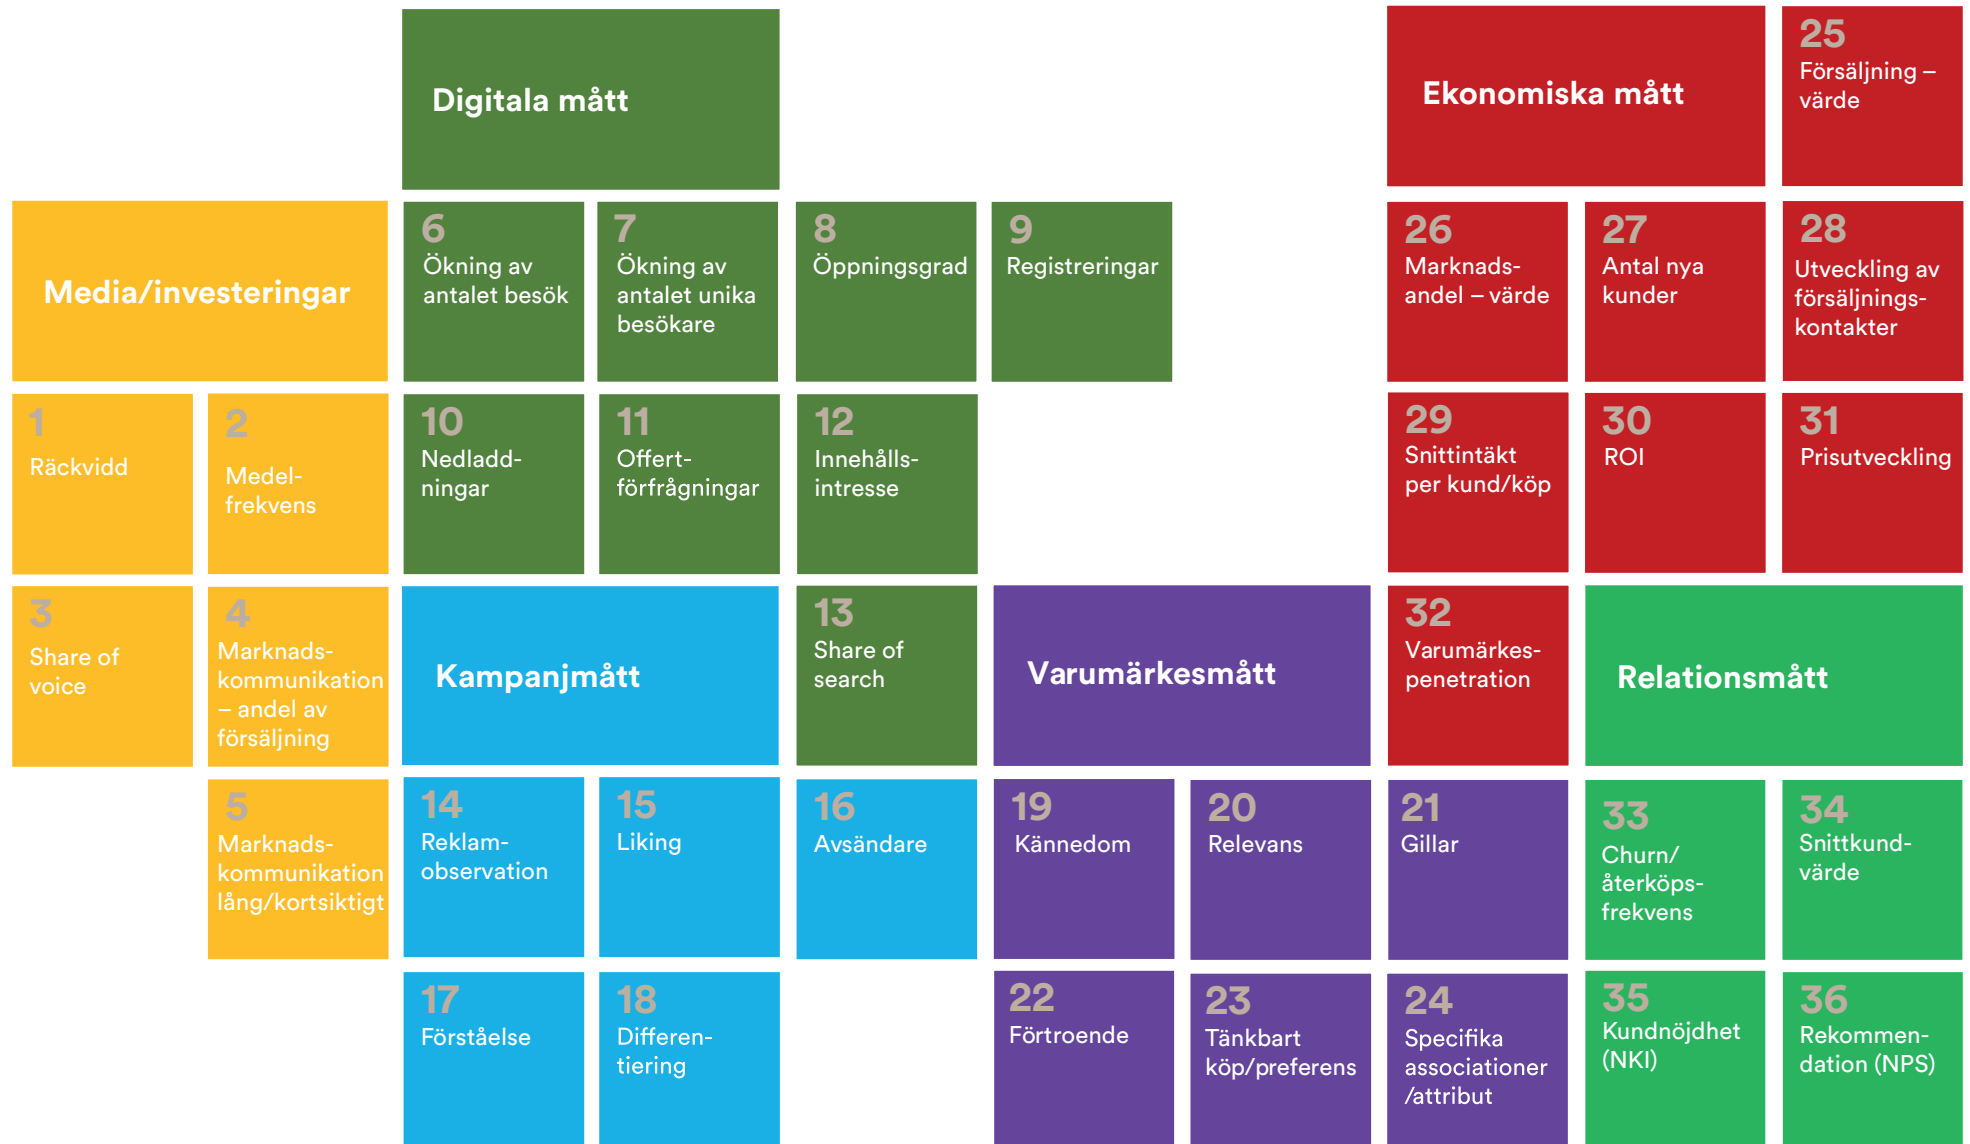 Digitala mått
Ekonomiska mått
25
Försäljning –
värde
Media/investeringar
6
Ökning av
antalet besök
7
Ökning av
antalet unika
besökare
8
Öppningsgrad
9
Registreringar
26
Marknads-
andel – värde
27
Antal nya
kunder
28
Utveckling av
försäljnings-
kontakter
1
Räckvidd
2
Medel-
frekvens
10
Nedladd-
ningar
11
Offert-
förfrågningar
12
Innehålls-
intresse
29
Snittintäkt
per kund/köp
30
ROI
31
Prisutveckling
3
Share of
voice
4
Marknads-
kommunikation
– andel av
försäljning
Kampanjmått
13
Share of
search
Varumärkesmått
32
Varumärkes-
penetration
Relationsmått
5
Marknads-
kommunikation
lång/kortsiktigt
14
Reklam-
observation
15
Liking
16
Avsändare
19
Kännedom
20
Relevans
21
Gillar
33
Churn/
återköps-
frekvens
34
Snittkund-
värde
17
Förståelse
18
Differen-
tiering
22
Förtroende
23
Tänkbart
köp/preferens
24
Specifika
associationer
/attribut
35
Kundnöjdhet
(NKI)
36
Rekommen-
dation (NPS)